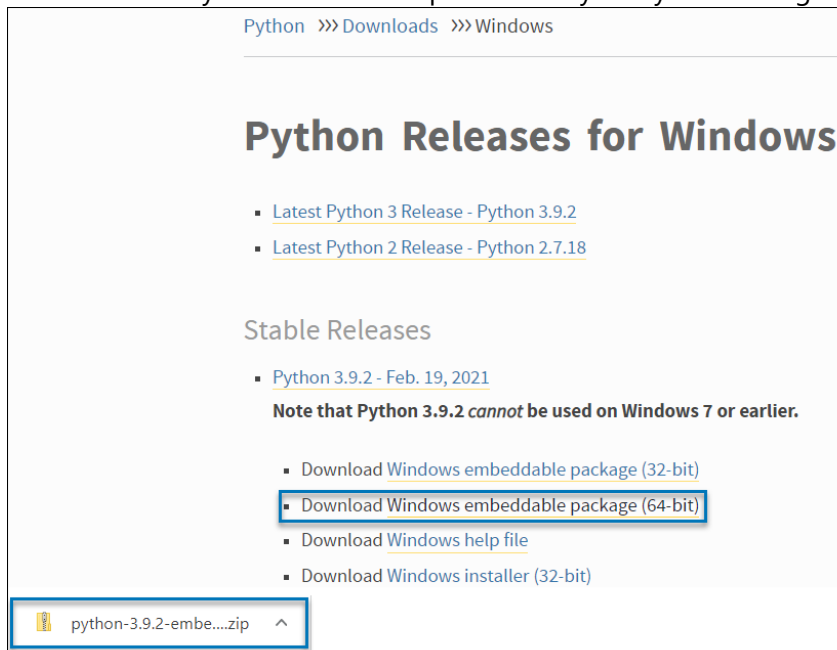 Python >>> Downloads >>> Windows
Python Releases for Windows
Latest Python 3 Release - Python 3.9.2
Latest Python 2 Release - Python 2.7.18
Stable Releases
Python 3.9.2 - Feb. 19, 2021
Note that Python 3.9.2 cannot be used on Windows 7 or earlier.
Download Windows embeddable package (32-bit)
Download Windows embeddable package (64-bit)
Download Windows help file
Download Windows installer (32-bit)
python-3.9.2-embe....zip